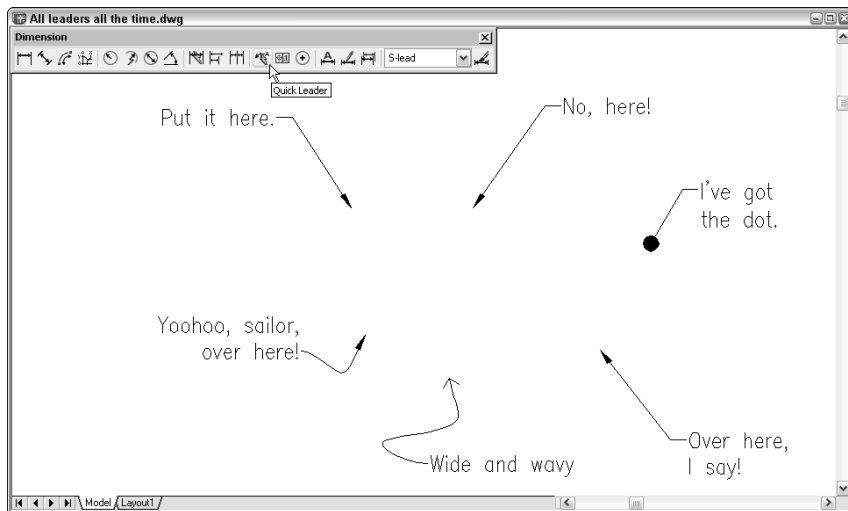 All leaders all the time.dwg
Dimension
S-lead
Quick Leader
Put it here.
No, here!
I've got
the dot.
Yoohoo, sailor,
over here!
Wide and wavy
Over here,
I say!
Model
Layout1